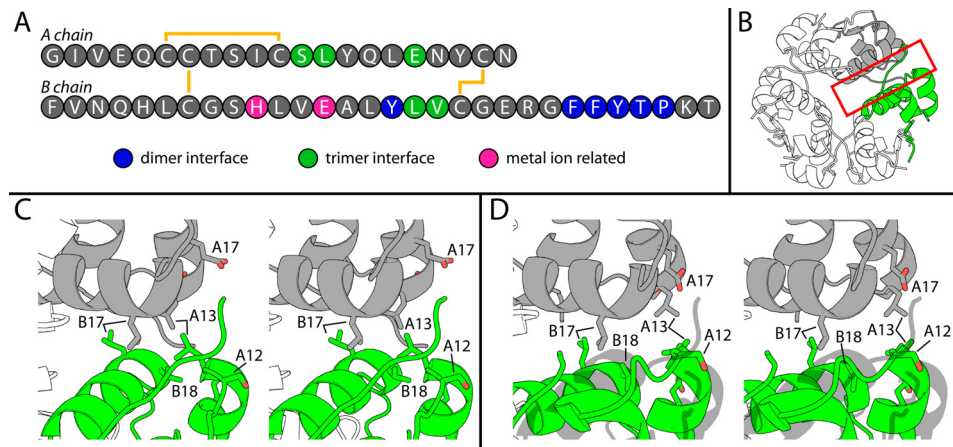 A
B
A chain
G I V E Q C C T S I C S L Y Q L E N Y C N
B chain
F V N Q H L C G S H L V E A L Y L V C G E R G F F Y T P K T
dimer interface
trimer interface
metal ion related
C
D
A17
A17
A17
A17
B17
A13
B17
A13
B17
A13
B17
A13
A12
A12
A12
A12
B18
B18
B18
B18